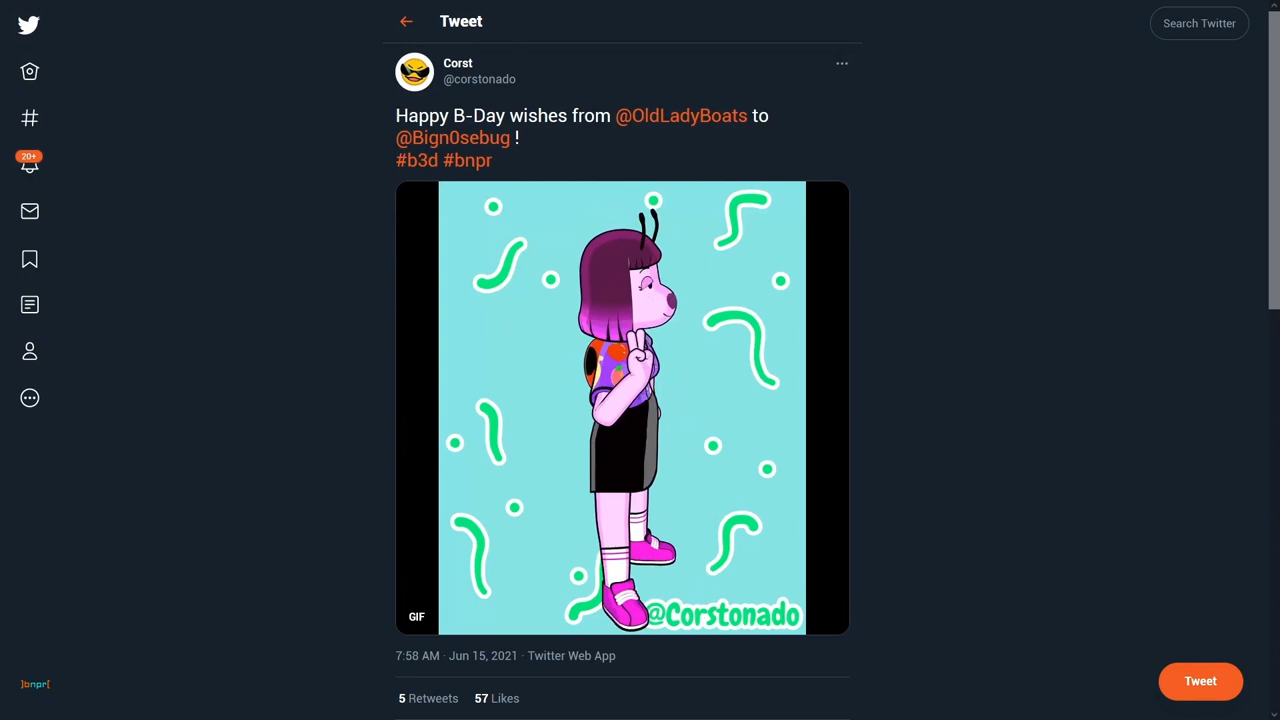 Tweet
Search Twitter
Corst
@corstonado
Happy B-Day wishes from @OldLadyBoats to
@Bign0sebug !
#b3d #bnpr
20+
@Corstonado
GIF
7:58 AM · Jun 15, 2021 · Twitter Web App
5 Retweets 57 Likes
]bnpr[
Tweet